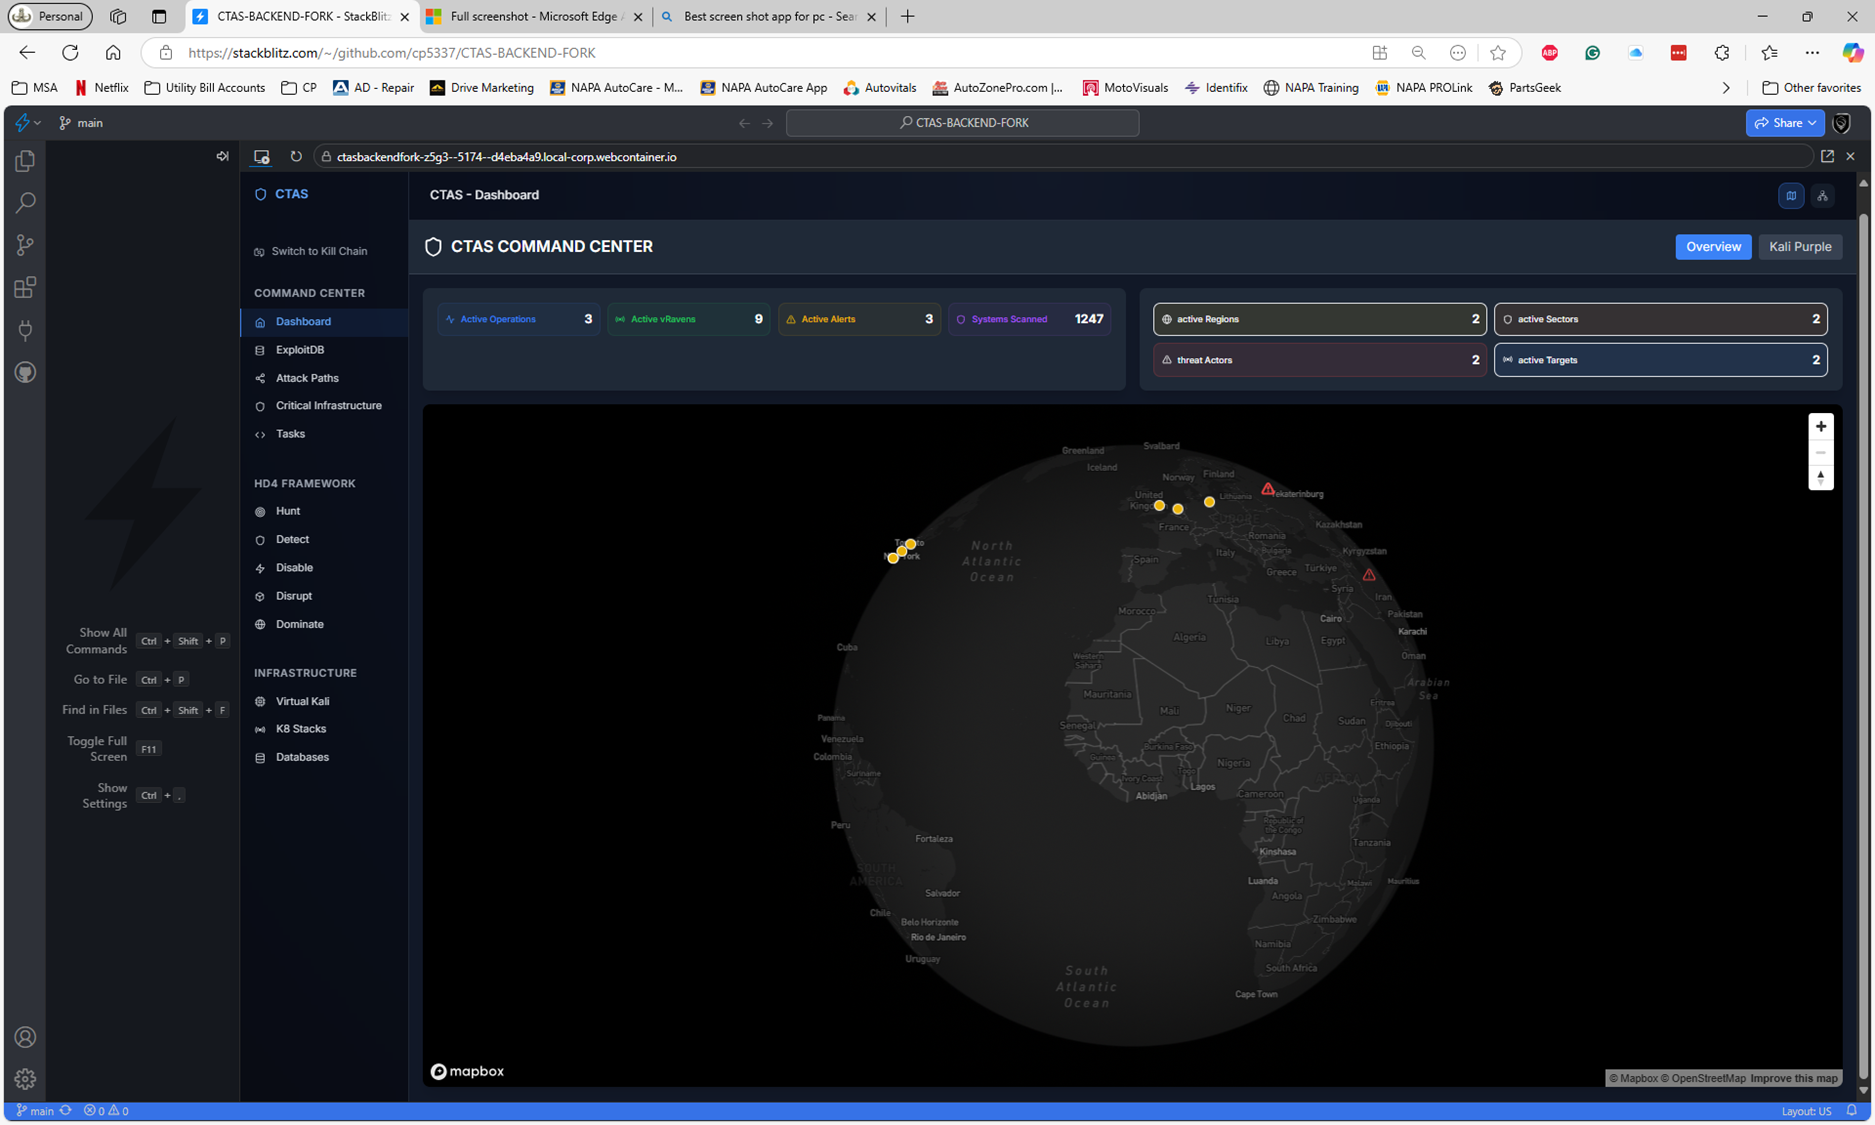 Personal
CTAS-BACKEND-FORK - StackBlitz
Full screenshot - Microsoft Edge
Best screen shot app for pc - Sear
https://stackblitz.com/~/github.com/cp5337/CTAS-BACKEND-FORK
ABP
MSA
Netflix
Utility Bill Accounts
CP
AD - Repair
Drive Marketing
NAPA AutoCare - M...
NAPA AutoCare App
Autovitals
AutoZonePro.com |...
MotoVisuals
Identifix
NAPA Training
NAPA PROLink
PartsGeek
Other favorites
main
CTAS-BACKEND-FORK
Share
ctasbackendfork-z5g3--5174--d4eba4a9.local-corp.webcontainer.io
CTAS
CTAS - Dashboard
Switch to Kill Chain
CTAS COMMAND CENTER
Overview
Kali Purple
COMMAND CENTER
Dashboard
ExploitDB
Attack Paths
Critical Infrastructure
Tasks
HD4 FRAMEWORK
Hunt
Detect
Disable
Disrupt
Dominate
INFRASTRUCTURE
Virtual Kali
K8 Stacks
Databases
Active Operations 3
Active vRavens 9
Active Alerts 3
Systems Scanned 1247
active Regions 2
active Sectors 2
threat Actors 2
active Targets 2
Show All Commands Ctrl + Shift + P
Go to File Ctrl + P
Find in Files Ctrl + Shift + F
Toggle Full Screen F11
Show Settings Ctrl + ,
Greenland
Svalbard
Iceland
Norway
Finland
United
Lithuania
Yekaterinburg
France
Kazakhstan
Romania
Kyrgyzstan
North
Atlantic
Ocean
Spain
Italy
Bulgaria
Greece
Türkiye
Syria
Iran
Tunisia
Morocco
Pakistan
Cairo
Karachi
Algeria
Libya
Egypt
Cuba
Oman
Western
Sahara
Arabian
Sea
Mauritania
Mali
Niger
Chad
Sudan
Eritrea
Djibouti
Panama
Senegal
Venezuela
Colombia
Burkina Faso
Ethiopia
Guinea
Nigeria
Suriname
Ivory Coast
Togo
Lagos
Abidjan
Cameroon
Uganda
Peru
Republic of
the Congo
Fortaleza
Tanzania
Kinshasa
SOUTH
AMERICA
Luanda
Malawi
Mauritius
Salvador
Angola
Chile
Belo Horizonte
Zimbabwe
Rio de Janeiro
Namibia
Uruguay
South Africa
South
Atlantic
Ocean
Cape Town
mapbox
© Mapbox © OpenStreetMap Improve this map
main
0
0
Layout: US